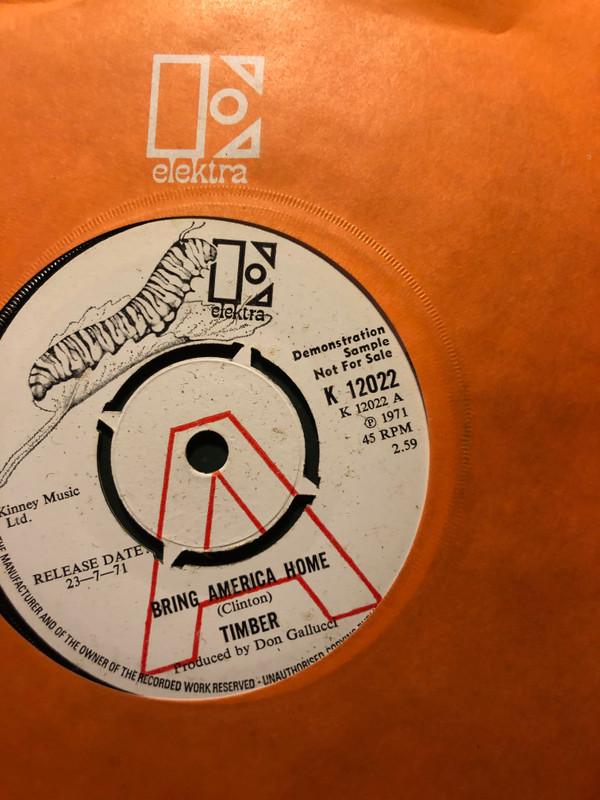 elektra
elektra
Demonstration
Sample
Not For Sale
K 12022
K 12022 A
Ⓟ 1971
45 RPM
2.59
Kinney Music
Ltd.
RELEASE DATE:
23—7—71
A
BRING AMERICA HOME
(Clinton)
TIMBER
Produced by Don Gallucci
THE MANUFACTURER AND OF THE OWNER OF THE RECORDED WORK RESERVED - UNAUTHORISED